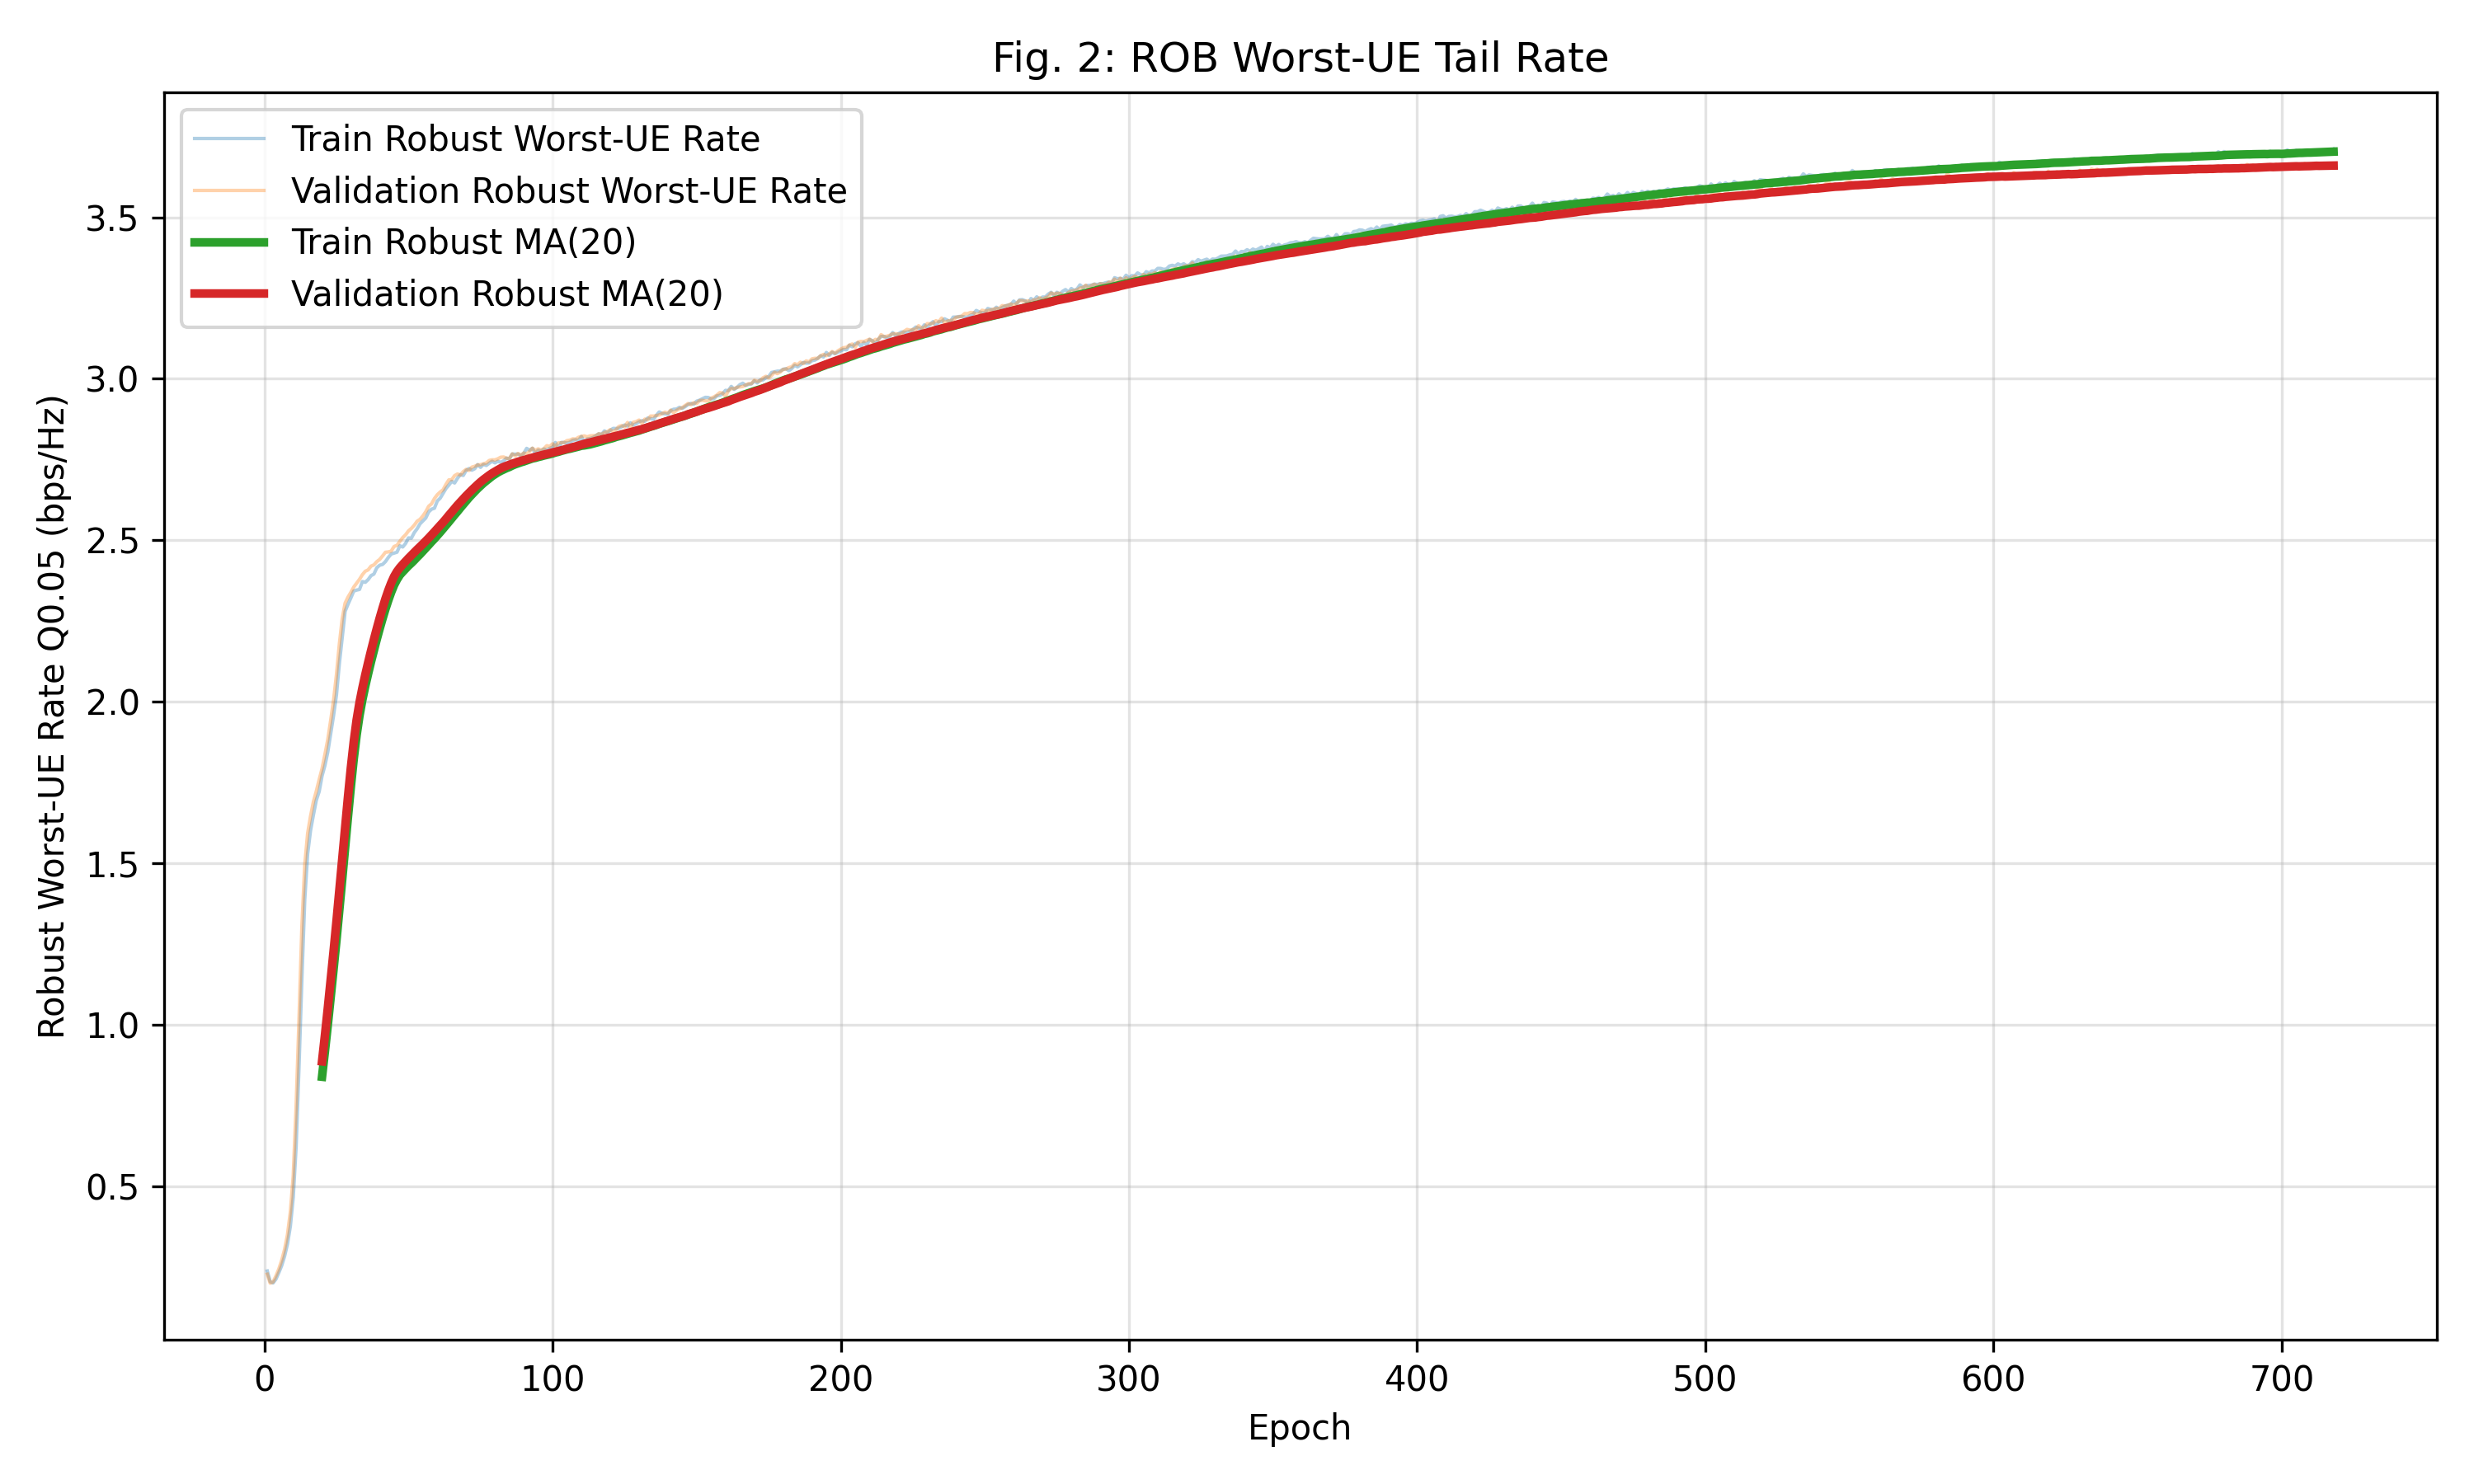 Fig. 2: ROB Worst-UE Tail Rate
Train Robust Worst-UE Rate
Validation Robust Worst-UE Rate
Train Robust MA(20)
Validation Robust MA(20)
Robust Worst-UE Rate Q0.05 (bps/Hz)
3.5
3.0
2.5
2.0
1.5
1.0
0.5
0 100 200 300 400 500 600 700
Epoch